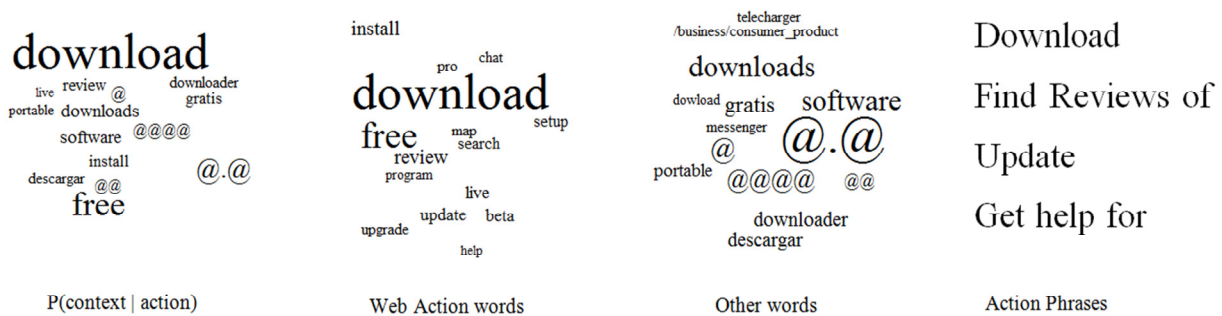 download
live review @ downloader
gratis
portable downloads
software @@@@
install
@.@
descargar @@
free
P(context | action)
install
pro chat
download
free map setup
search
review
program
live
update beta
upgrade
help
Web Action words
telecharger
/business/consumer_product
downloads
dowload gratis software
messenger @.@
@
portable @@@@ @@
downloader
descargar
Other words
Download
Find Reviews of
Update
Get help for
Action Phrases